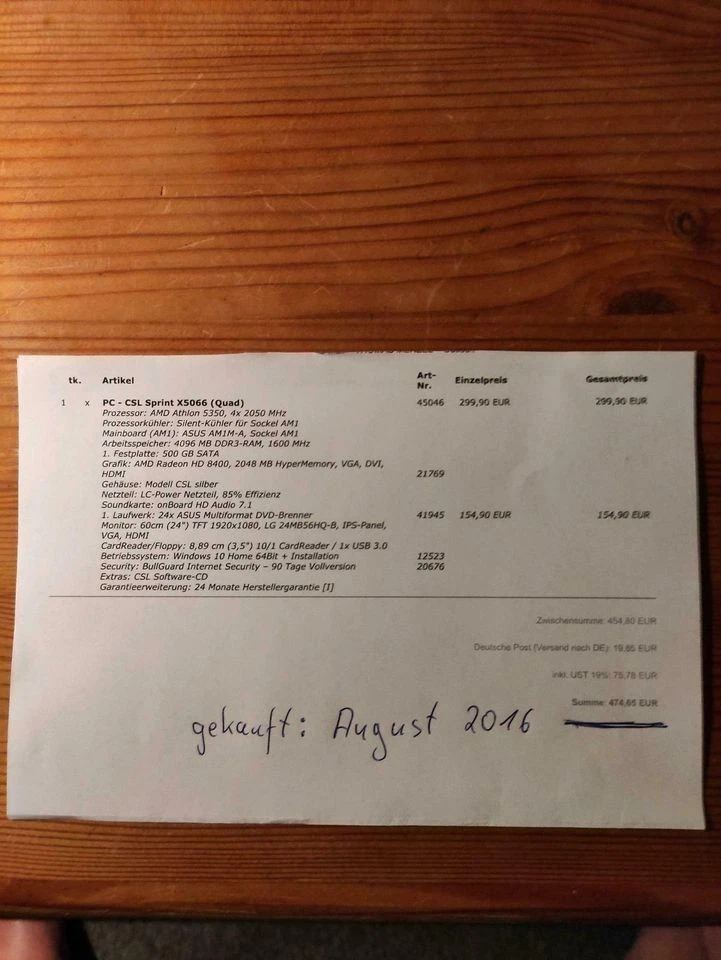 tk. Artikel Art-Nr. Einzelpreis Gesamtpreis
1 x PC - CSL Sprint X5066 (Quad) 45046 299,90 EUR 299,90 EUR
Prozessor: AMD Athlon 5350, 4x 2050 MHz
Prozessorkühler: Silent-Kühler für Sockel AM1
Mainboard (AM1): ASUS AM1M-A, Sockel AM1
Arbeitsspeicher: 4096 MB DDR3-RAM, 1600 MHz
1. Festplatte: 500 GB SATA
Grafik: AMD Radeon HD 8400, 2048 MB HyperMemory, VGA, DVI,
HDMI 21769
Gehäuse: Modell CSL silber
Netzteil: LC-Power Netzteil, 85% Effizienz
Soundkarte: onBoard HD Audio 7.1
1. Laufwerk: 24x ASUS Multiformat DVD-Brenner 41945 154,90 EUR 154,90 EUR
Monitor: 60cm (24") TFT 1920x1080, LG 24MB56HQ-B, IPS-Panel,
VGA, HDMI
CardReader/Floppy: 8,89 cm (3,5") 10/1 CardReader / 1x USB 3.0
Betriebssystem: Windows 10 Home 64Bit + Installation 12523
Security: BullGuard Internet Security – 90 Tage Vollversion 20676
Extras: CSL Software-CD
Garantieerweiterung: 24 Monate Herstellergarantie [I]
Zwischensumme: 454,80 EUR
Deutsche Post (Versand nach DE): 19,85 EUR
inkl. UST 19%: 75,78 EUR
Summe: 474,65 EUR
gekauft: August 2016